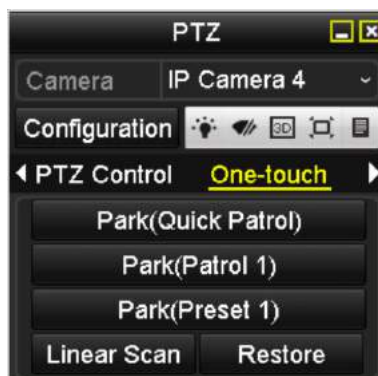 PTZ
Camera IP Camera 4
Configuration 3D
PTZ Control One-touch
Park(Quick Patrol)
Park(Patrol 1)
Park(Preset 1)
Linear Scan Restore